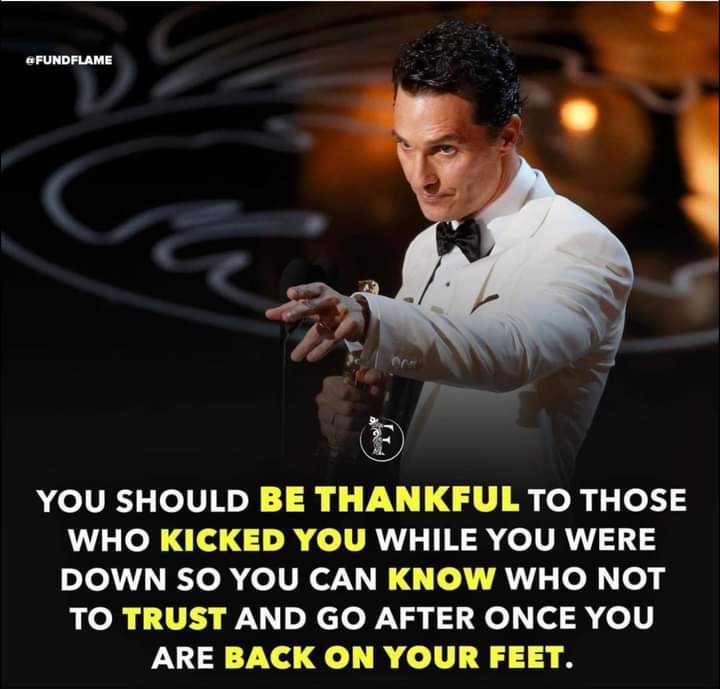 @FUNDFLAME
F
YOU SHOULD BE THANKFUL TO THOSE
WHO KICKED YOU WHILE YOU WERE
DOWN SO YOU CAN KNOW WHO NOT
TO TRUST AND GO AFTER ONCE YOU
ARE BACK ON YOUR FEET.